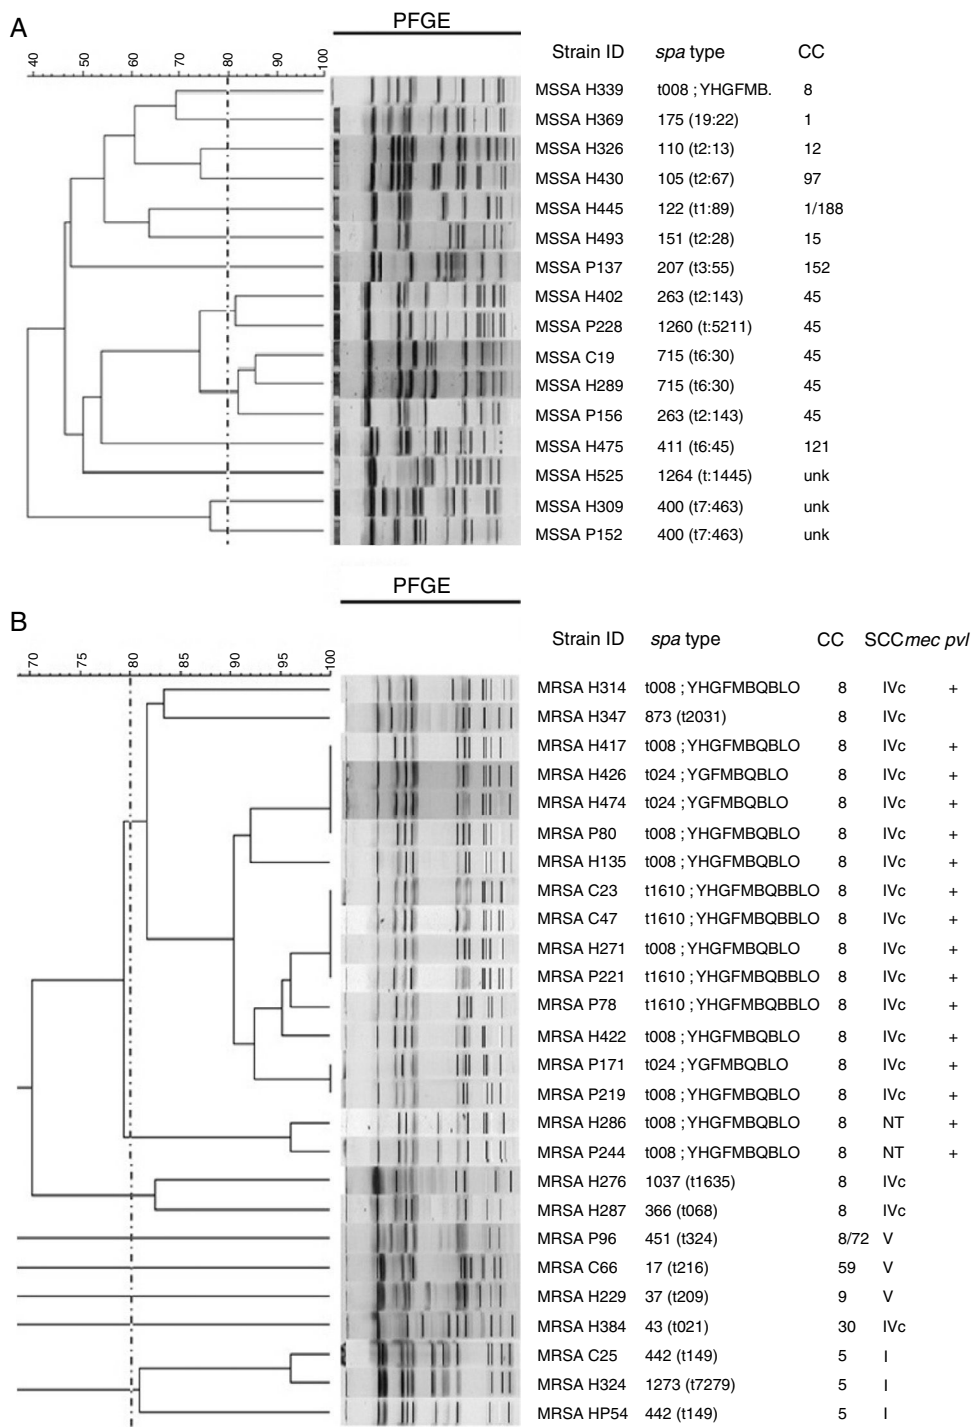 A
PFGE
40 50 60 70 80 90 100
Strain ID spa type CC
MSSA H339 t008 ; YHGFMB. 8
MSSA H369 175 (19:22) 1
MSSA H326 110 (t2:13) 12
MSSA H430 105 (t2:67) 97
MSSA H445 122 (t1:89) 1/188
MSSA H493 151 (t2:28) 15
MSSA P137 207 (t3:55) 152
MSSA H402 263 (t2:143) 45
MSSA P228 1260 (t:5211) 45
MSSA C19 715 (t6:30) 45
MSSA H289 715 (t6:30) 45
MSSA P156 263 (t2:143) 45
MSSA H475 411 (t6:45) 121
MSSA H525 1264 (t:1445) unk
MSSA H309 400 (t7:463) unk
MSSA P152 400 (t7:463) unk
PFGE
B
70 75 80 85 90 95 100
Strain ID spa type CC SCCmec pvl
MRSA H314 t008 ; YHGFMBQBLO 8 IVc +
MRSA H347 873 (t2031) 8 IVc
MRSA H417 t008 ; YHGFMBQBLO 8 IVc +
MRSA H426 t024 ; YGFMBQBLO 8 IVc +
MRSA H474 t024 ; YGFMBQBLO 8 IVc +
MRSA P80 t008 ; YHGFMBQBLO 8 IVc +
MRSA H135 t008 ; YHGFMBQBLO 8 IVc +
MRSA C23 t1610 ; YHGFMBQBBLO 8 IVc +
MRSA C47 t1610 ; YHGFMBQBBLO 8 IVc +
MRSA H271 t008 ; YHGFMBQBLO 8 IVc +
MRSA P221 t1610 ; YHGFMBQBBLO 8 IVc +
MRSA P78 t1610 ; YHGFMBQBBLO 8 IVc +
MRSA H422 t008 ; YHGFMBQBLO 8 IVc +
MRSA P171 t024 ; YGFMBQBLO 8 IVc +
MRSA P219 t008 ; YHGFMBQBLO 8 IVc +
MRSA H286 t008 ; YHGFMBQBLO 8 NT +
MRSA P244 t008 ; YHGFMBQBLO 8 NT +
MRSA H276 1037 (t1635) 8 IVc
MRSA H287 366 (t068) 8 IVc
MRSA P96 451 (t324) 8/72 V
MRSA C66 17 (t216) 59 V
MRSA H229 37 (t209) 9 V
MRSA H384 43 (t021) 30 IVc
MRSA C25 442 (t149) 5 I
MRSA H324 1273 (t7279) 5 I
MRSA HP54 442 (t149) 5 I